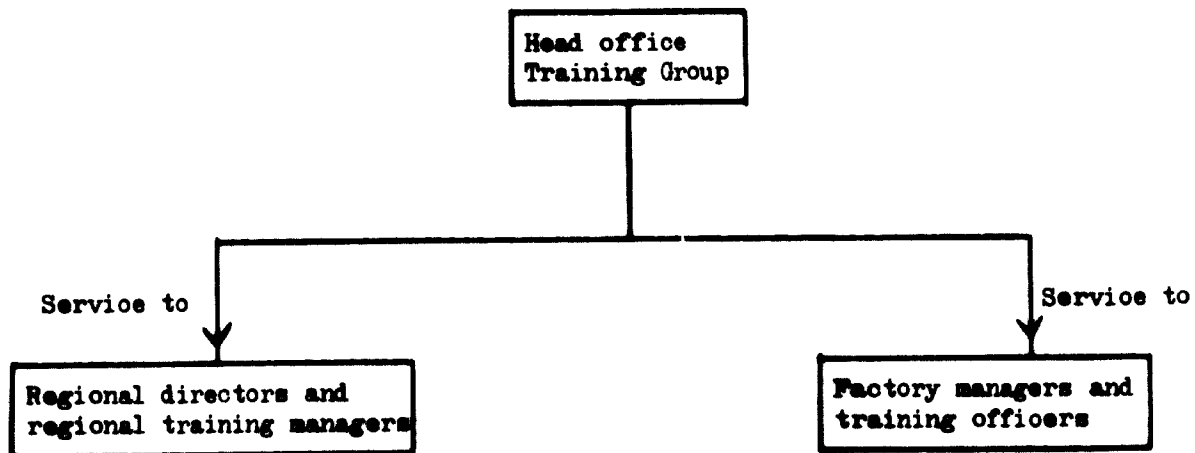 Head office
Training Group
Service to
Service to
Regional directors and
regional training managers
Factory managers and
training officers